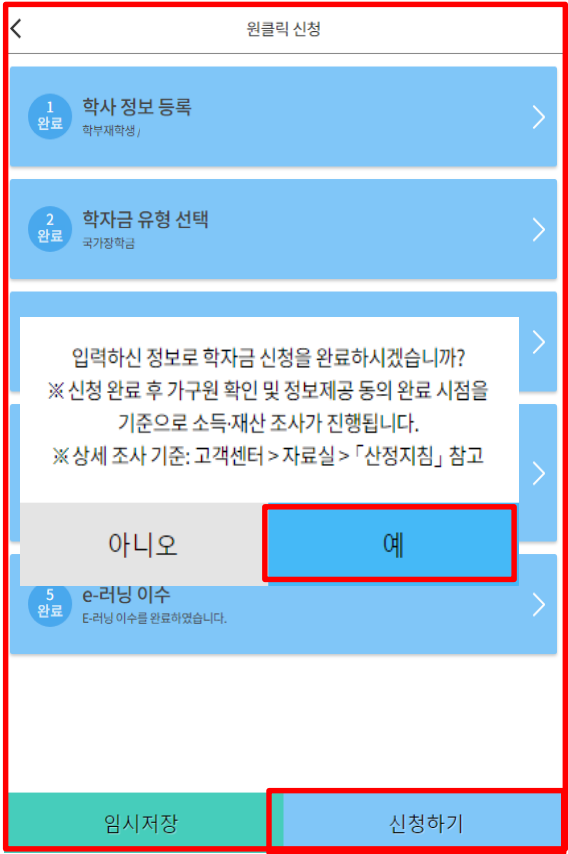 원클릭 신청
1
완료
학사 정보 등록
학부재학생 /
2
완료
학자금 유형 선택
국가장학금
입력하신 정보로 학자금 신청을 완료하시겠습니까?
※ 신청 완료 후 가구원 확인 및 정보제공 동의 완료 시점을
기준으로 소득·재산 조사가 진행됩니다.
※ 상세 조사 기준: 고객센터 > 자료실 > 「산정지침」 참고
아니오
예
5
완료
e-러닝 이수
E-러닝 이수를 완료하였습니다.
임시저장
신청하기